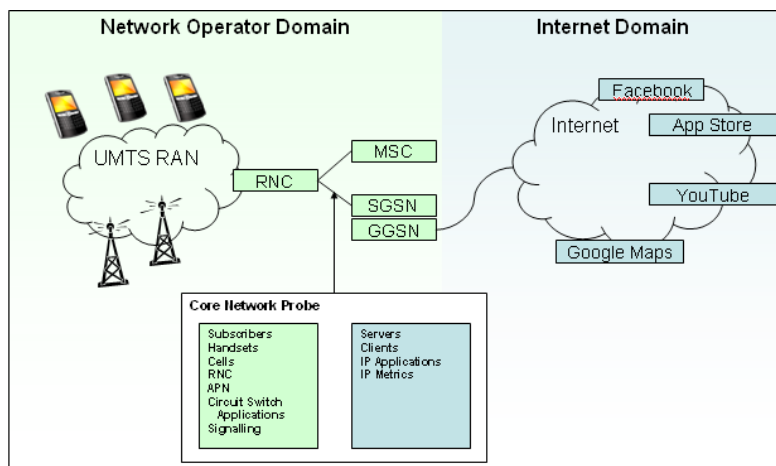 Network Operator Domain
Internet Domain
Facebook
Internet
App Store
UMTS RAN
MSC
RNC
SGSN
YouTube
GGSN
Google Maps
Core Network Probe
Subscribers
Handsets
Cells
RNC
APN
Circuit Switch
Applications
Signalling
Servers
Clients
IP Applications
IP Metrics